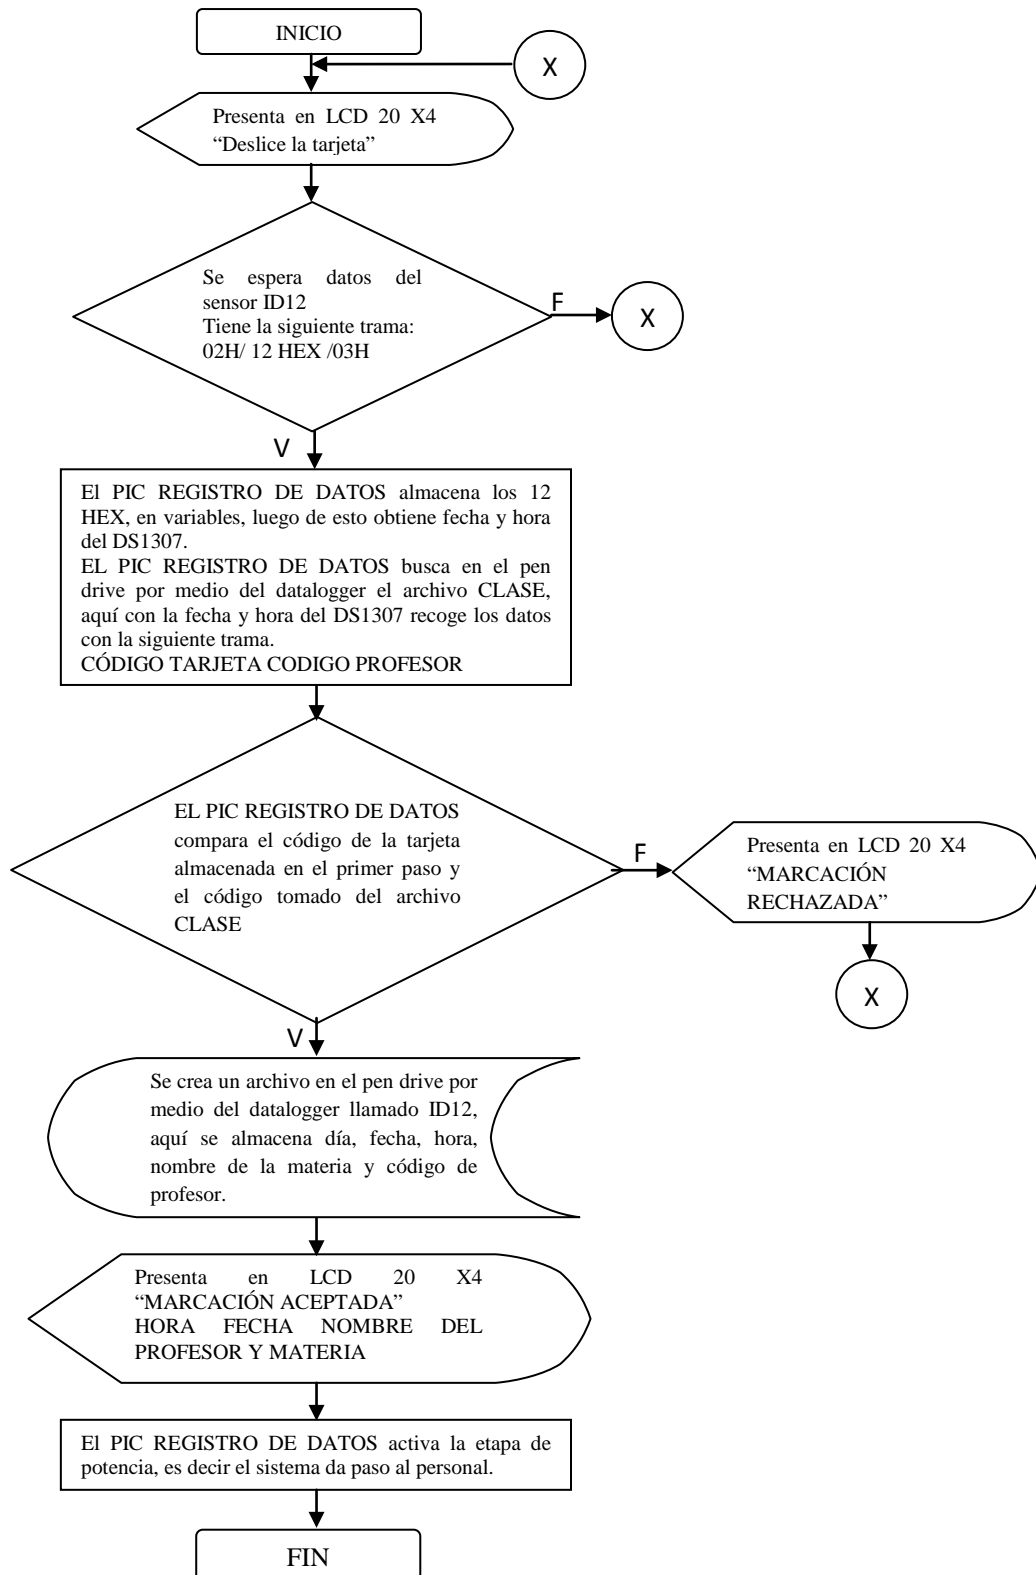 INICIO
X
Presenta en LCD 20 X4
“Deslice la tarjeta”
Se espera datos del
sensor ID12
Tiene la siguiente trama:
02H/ 12 HEX /03H
F
X
V
El PIC REGISTRO DE DATOS almacena los 12
HEX, en variables, luego de esto obtiene fecha y hora
del DS1307.
EL PIC REGISTRO DE DATOS busca en el pen
drive por medio del datalogger el archivo CLASE,
aquí con la fecha y hora del DS1307 recoge los datos
con la siguiente trama.
CÓDIGO TARJETA CODIGO PROFESOR
EL PIC REGISTRO DE DATOS
compara el código de la tarjeta
almacenada en el primer paso y
el código tomado del archivo
CLASE
F
Presenta en LCD 20 X4
“MARCACIÓN
RECHAZADA”
X
V
Se crea un archivo en el pen drive por
medio del datalogger llamado ID12,
aquí se almacena día, fecha, hora,
nombre de la materia y código de
profesor.
Presenta en LCD 20 X4
“MARCACIÓN ACEPTADA”
HORA FECHA NOMBRE DEL
PROFESOR Y MATERIA
El PIC REGISTRO DE DATOS activa la etapa de
potencia, es decir el sistema da paso al personal.
FIN